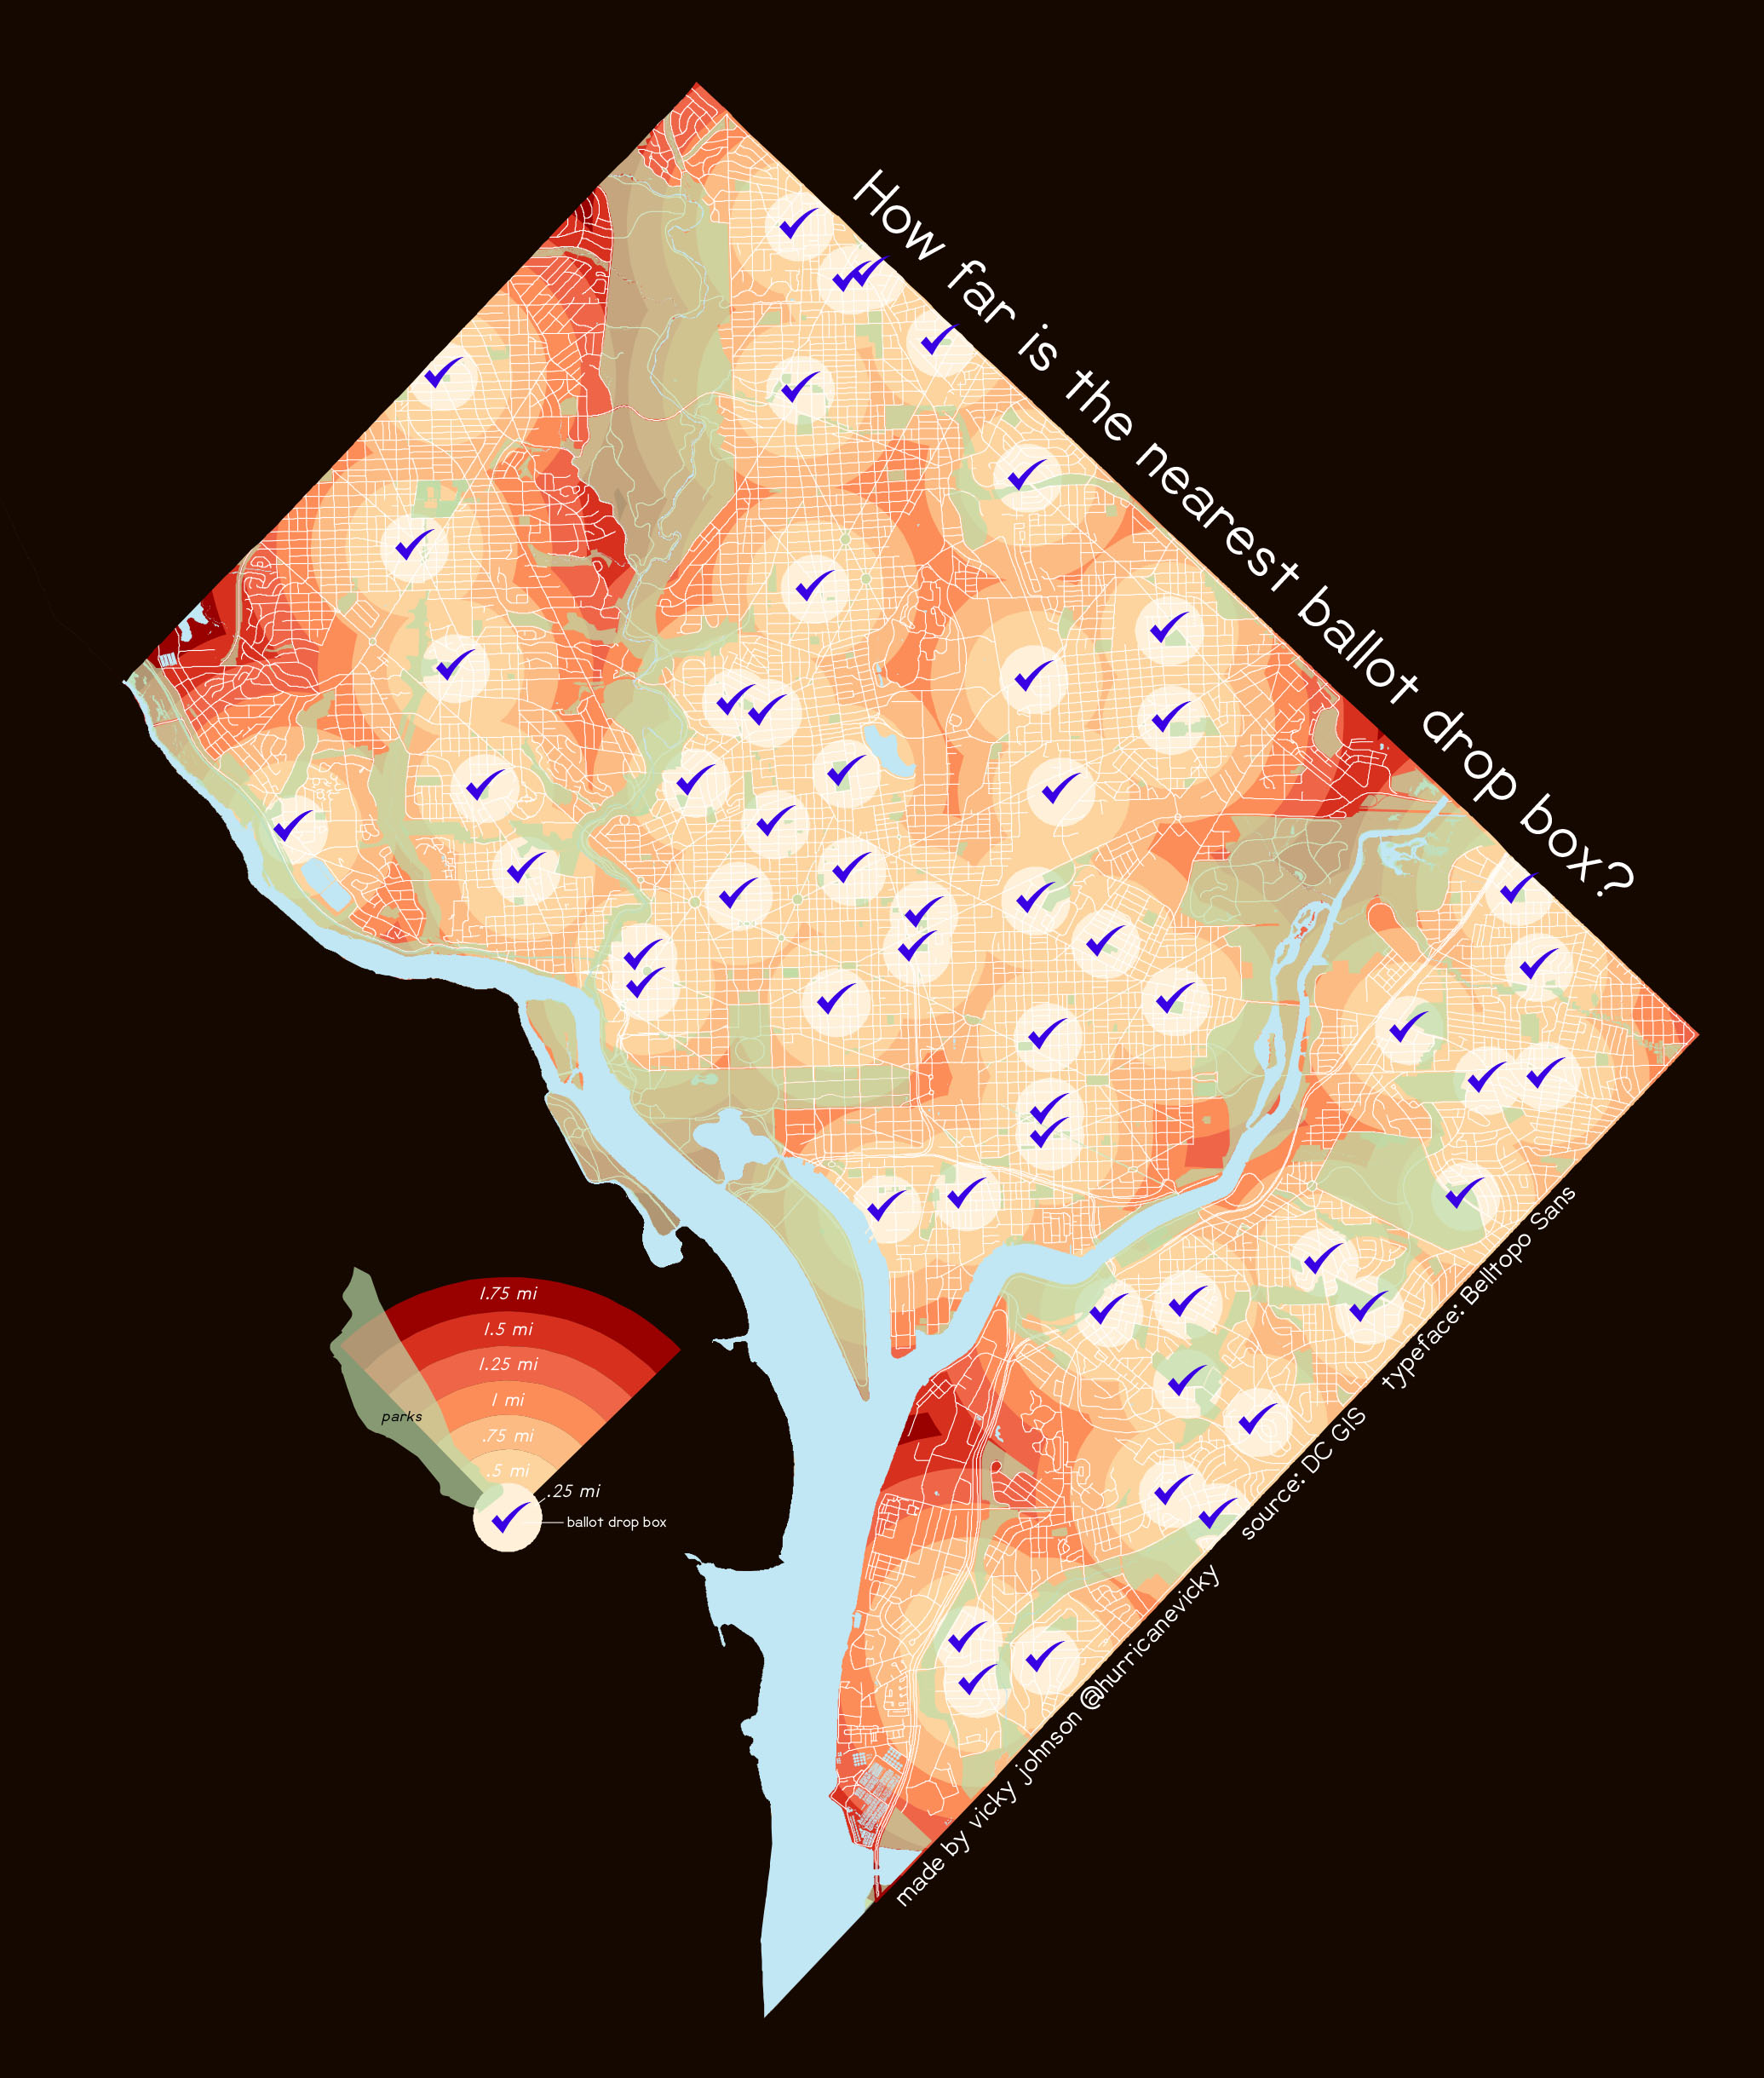 How far is the nearest ballot drop box?
1.75 mi
1.5 mi
1.25 mi
1 mi
.75 mi
.5 mi
.25 mi
parks
ballot drop box
made by vicky johnson @hurricanevicky source: DC GIS typeface: Belltopo Sans